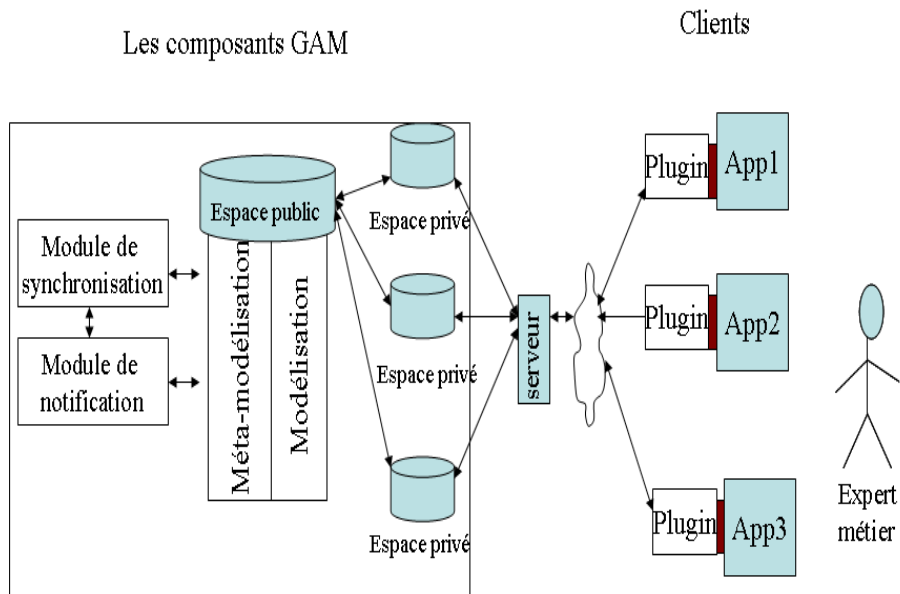 Les composants GAM
Clients
Espace public
Méta-modélisation
Modélisation
Module de
synchronisation
Module de
notification
Espace privé
Espace privé
Espace privé
serveur
Plugin
App1
Plugin
App2
Plugin
App3
Expert
métier